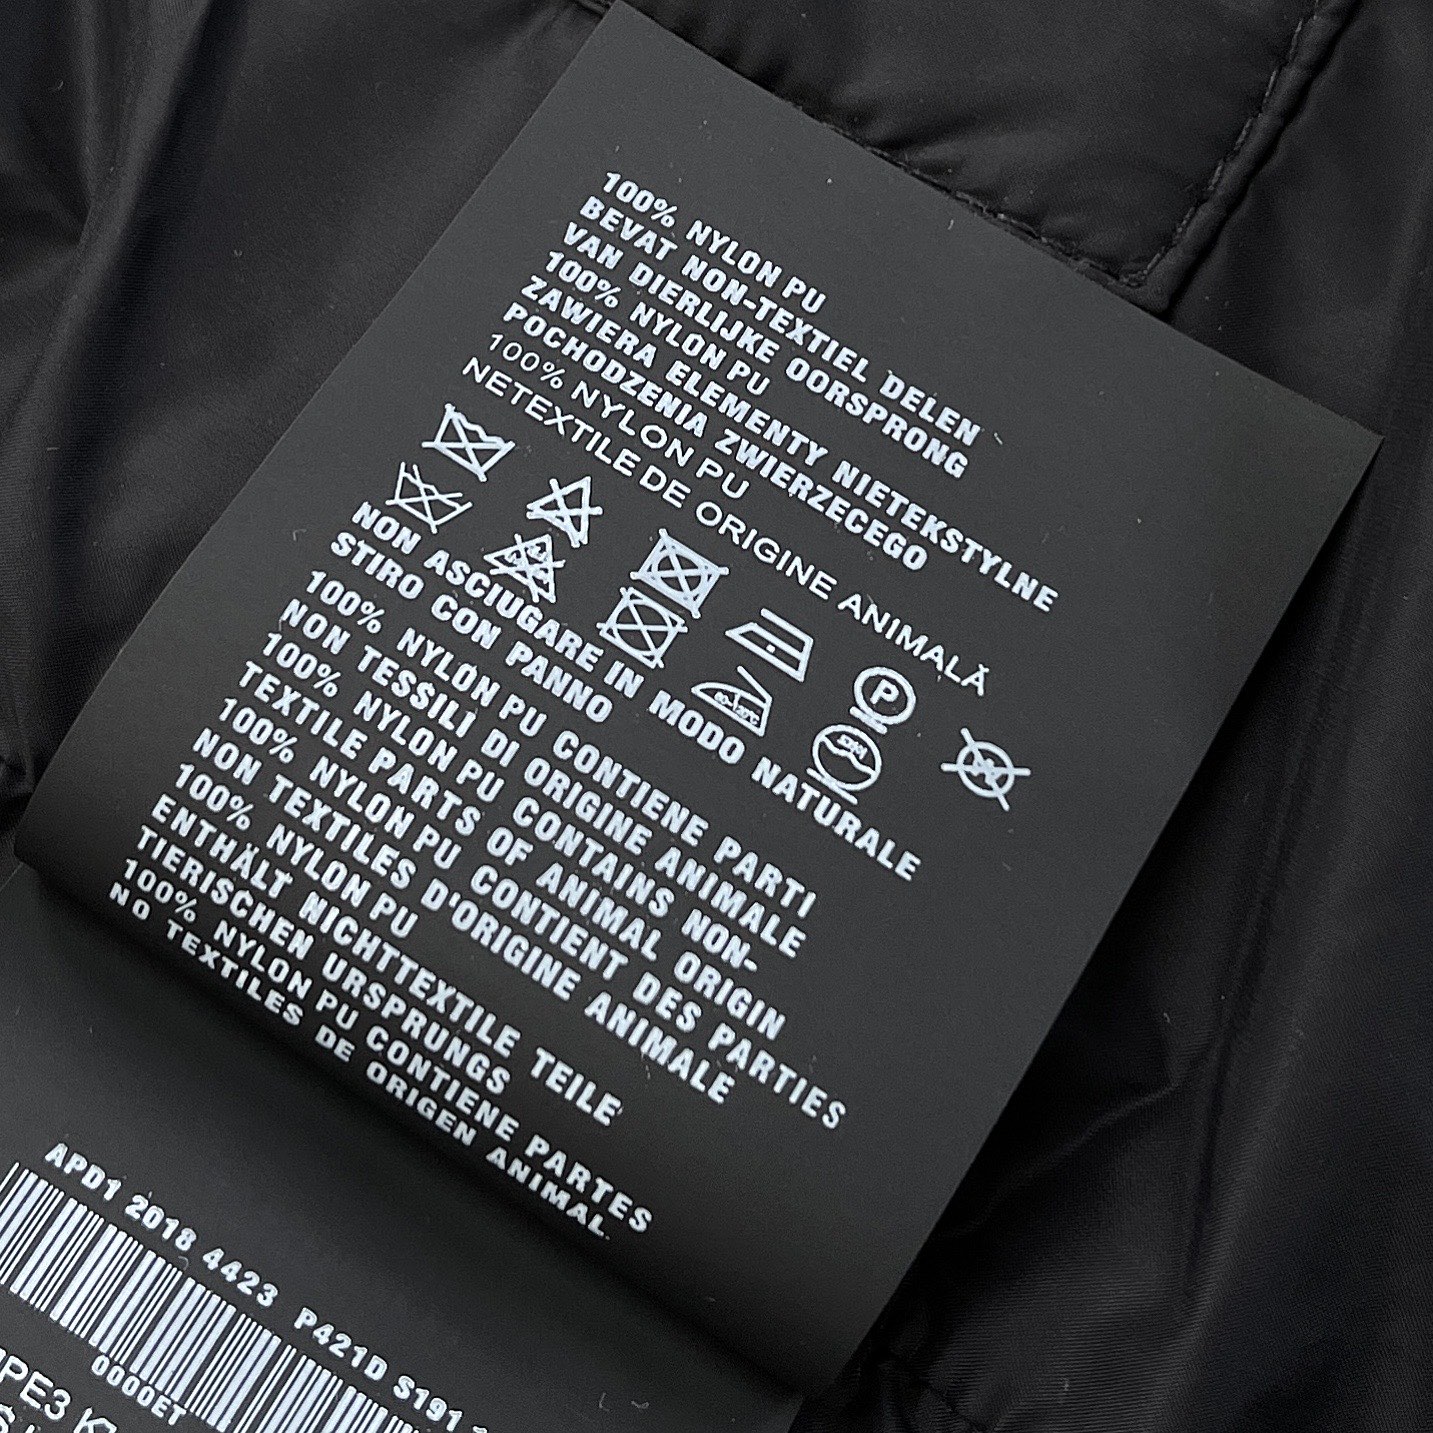 100% NYLON PU
BEVAT NON-TEXTIEL DELEN
VAN DIERLIJKE OORSPRONG
100% NYLON PU
ZAWIERA ELEMENTY NIETEKSTYLNE
POCHODZENIA ZWIERZECEGO
100% NYLON PU
NETEXTILE DE ORIGINE ANIMALĂ
P
NON ASCIUGARE IN MODO NATURALE
STIRO CON PANNO
100% NYLON PU CONTIENE PARTI
NON TESSILI DI ORIGINE ANIMALE
100% NYLON PU CONTAINS NON-
TEXTILE PARTS OF ANIMAL ORIGIN
100% NYLON PU CONTIENT DES PARTIES
NON TEXTILES D'ORIGINE ANIMALE
100% NYLON PU
ENTHÄLT NICHTTEXTILE TEILE
TIERISCHEN URSPRUNGS
100% NYLON PU CONTIENE PARTES
NO TEXTILES DE ORIGEN ANIMAL.
APD1 2018 4423 P421D S191
0000ET